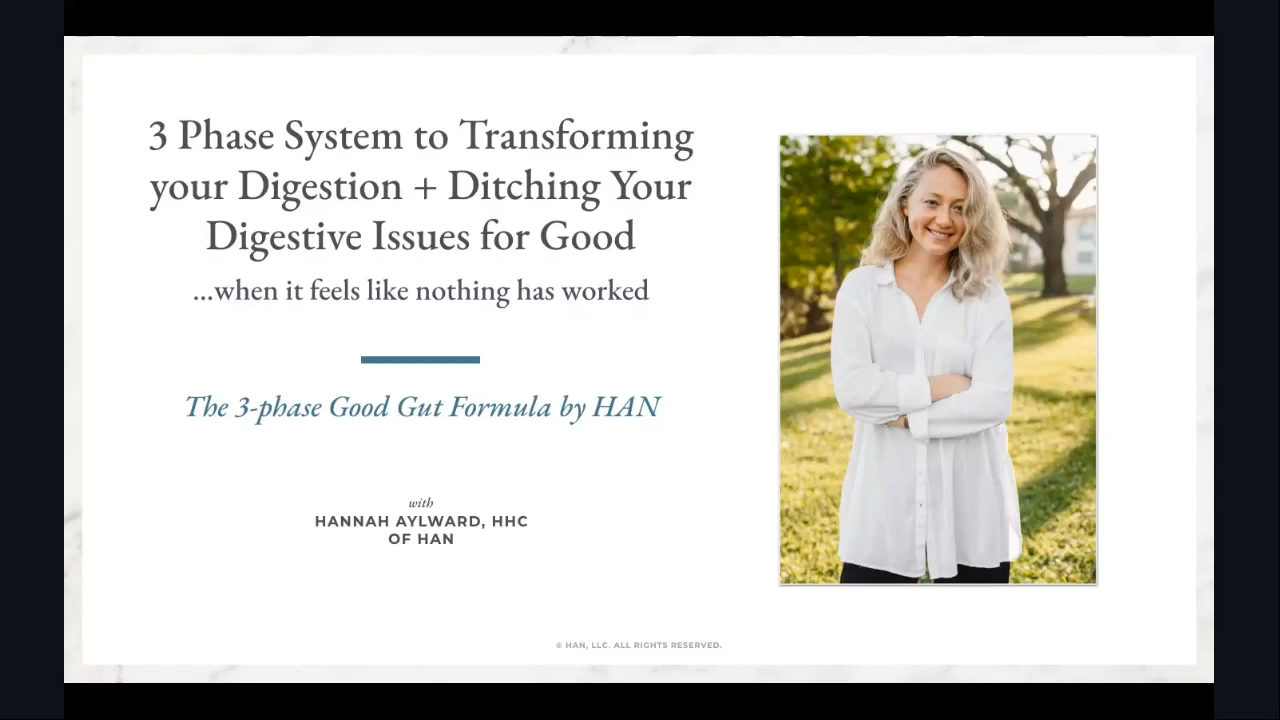 3 Phase System to Transforming
your Digestion + Ditching Your
Digestive Issues for Good
...when it feels like nothing has worked
The 3-phase Good Gut Formula by HAN
with
HANNAH AYLWARD, HHC
OF HAN
© HAN, LLC. ALL RIGHTS RESERVED.